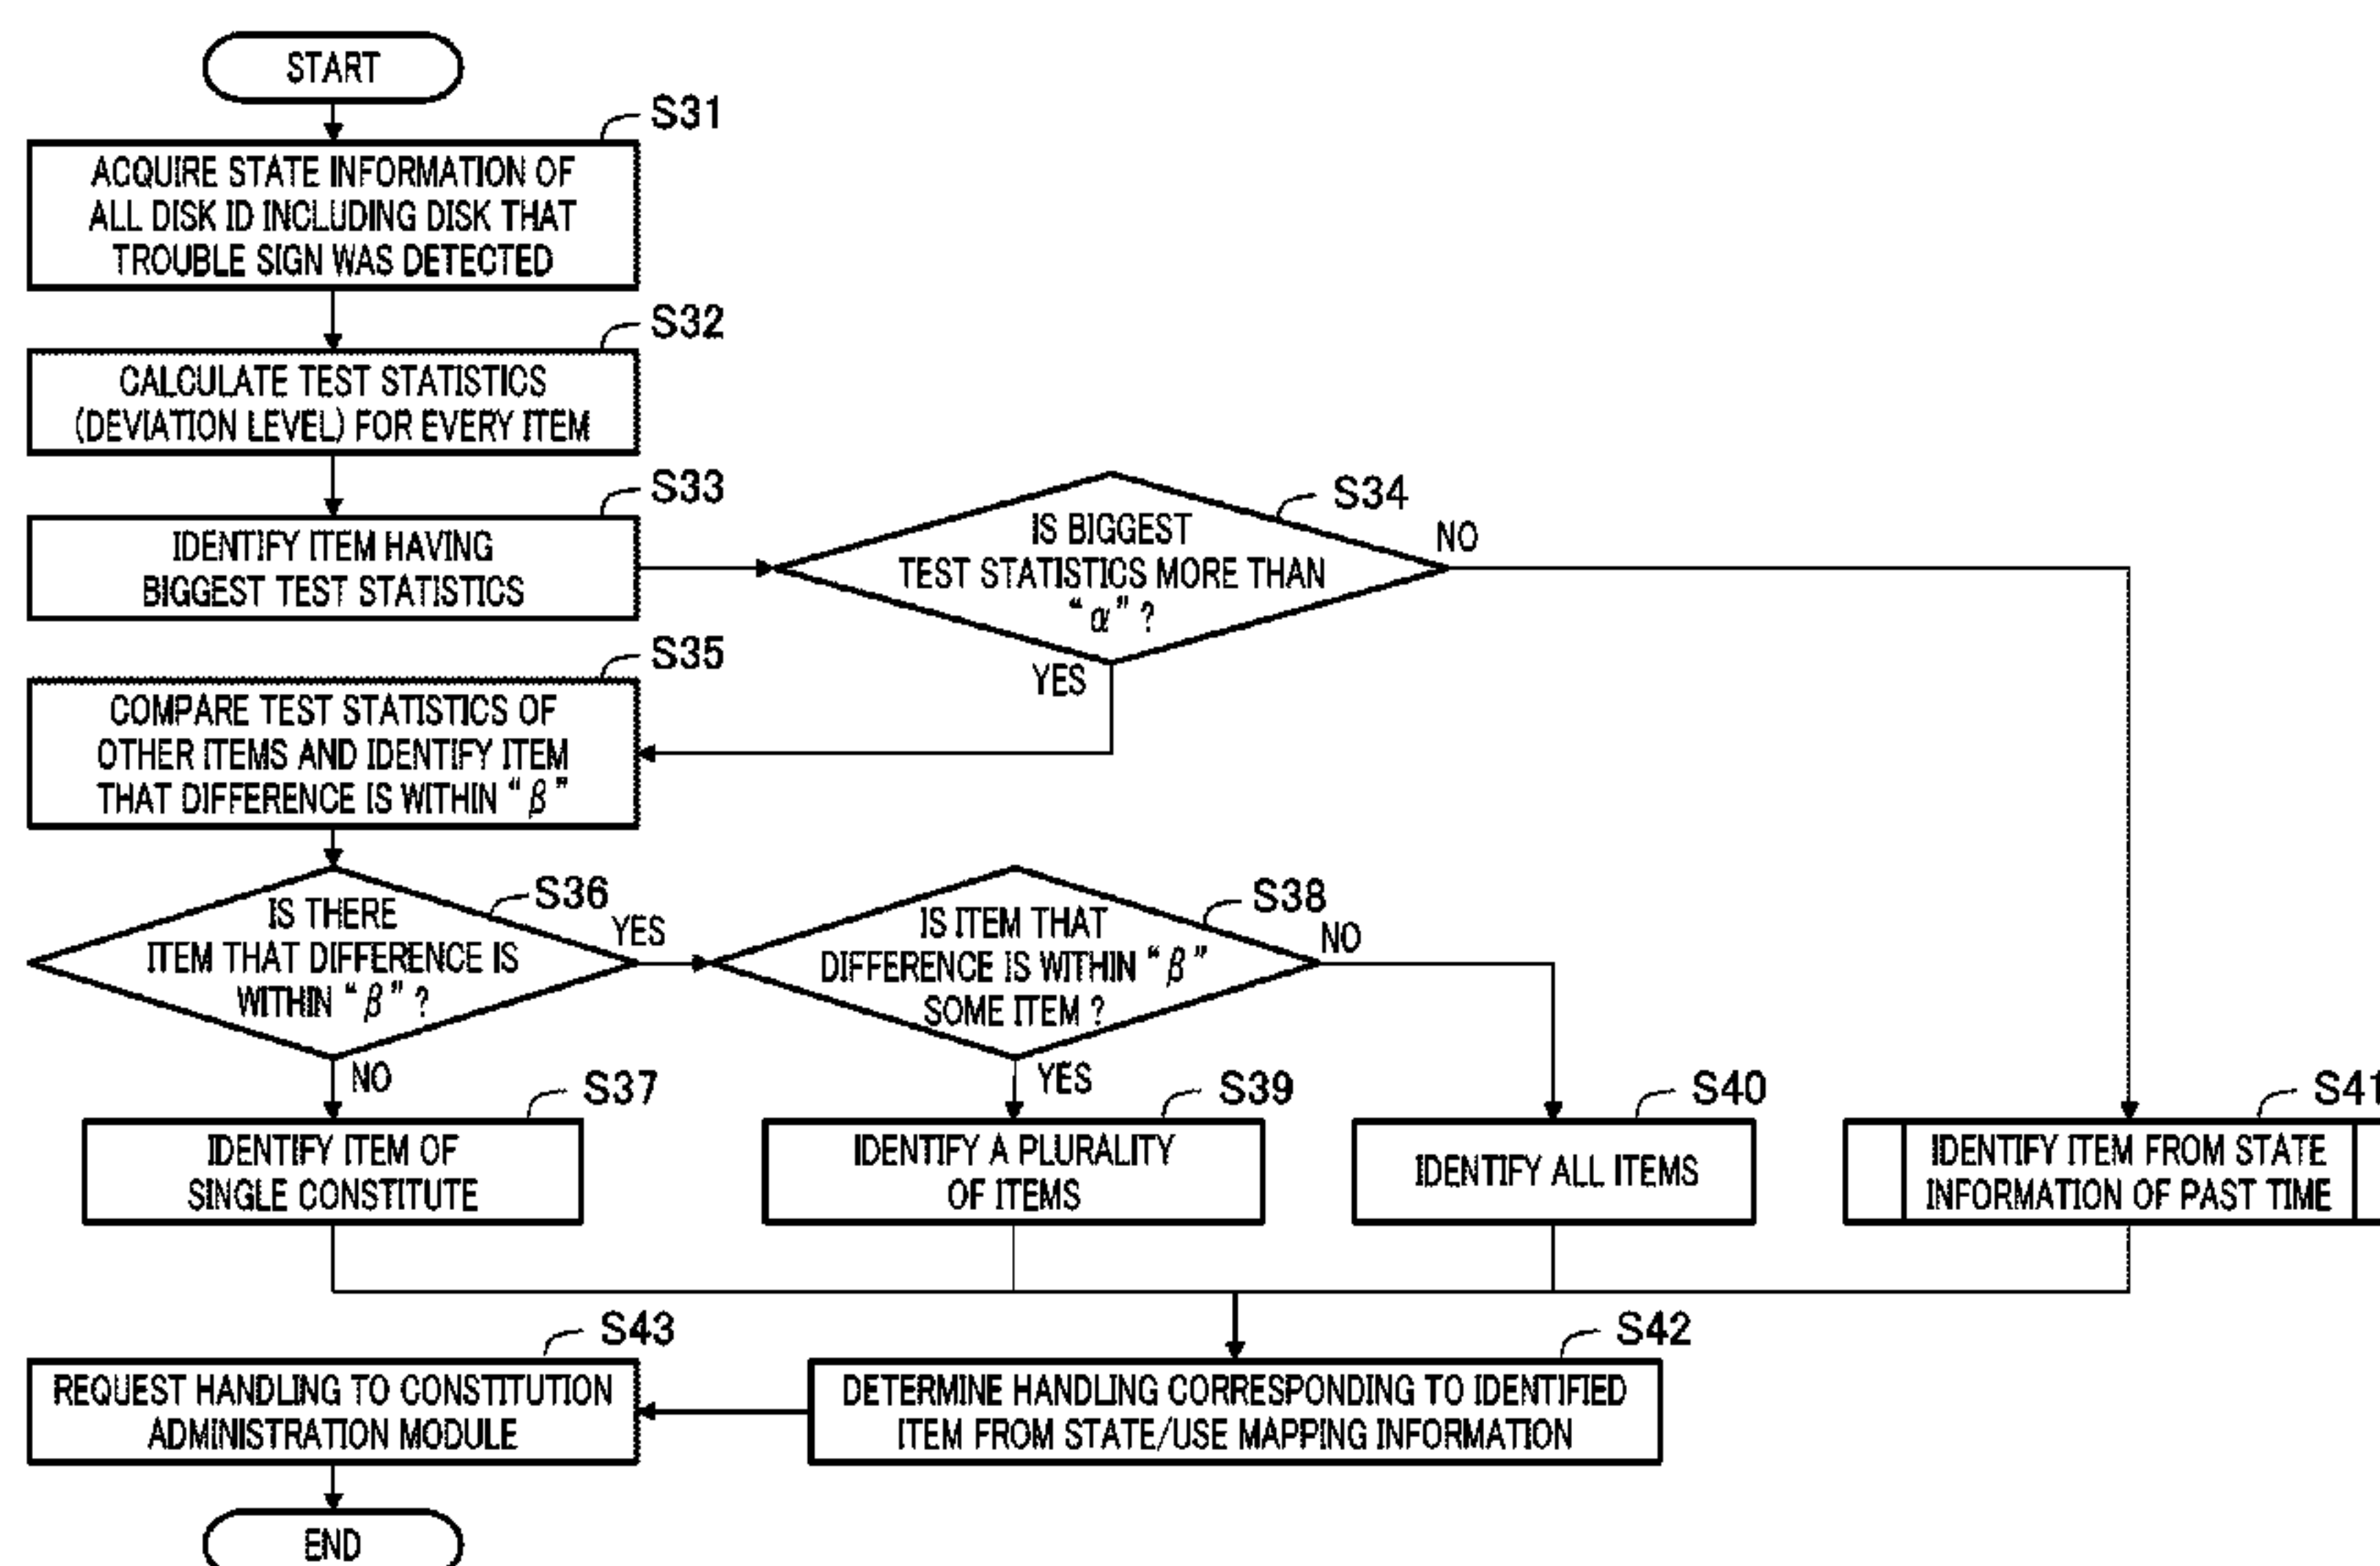 START
S31
ACQUIRE STATE INFORMATION OF
ALL DISK ID INCLUDING DISK THAT
TROUBLE SIGN WAS DETECTED
S32
CALCULATE TEST STATISTICS
(DEVIATION LEVEL) FOR EVERY ITEM
S33
IDENTIFY ITEM HAVING
BIGGEST TEST STATISTICS
S34
IS BIGGEST
TEST STATISTICS MORE THAN
“α”?
NO
YES
S35
COMPARE TEST STATISTICS OF
OTHER ITEMS AND IDENTIFY ITEM
THAT DIFFERENCE IS WITHIN “β”
S36
IS THERE
ITEM THAT DIFFERENCE IS
WITHIN “β”?
YES
NO
S38
IS ITEM THAT
DIFFERENCE IS WITHIN “β”
SOME ITEM?
NO
YES
S37
IDENTIFY ITEM OF
SINGLE CONSTITUTE
S39
IDENTIFY A PLURALITY
OF ITEMS
S40
IDENTIFY ALL ITEMS
S41
IDENTIFY ITEM FROM STATE
INFORMATION OF PAST TIME
S42
DETERMINE HANDLING CORRESPONDING TO IDENTIFIED
ITEM FROM STATE/USE MAPPING INFORMATION
S43
REQUEST HANDLING TO CONSTITUTION
ADMINISTRATION MODULE
END